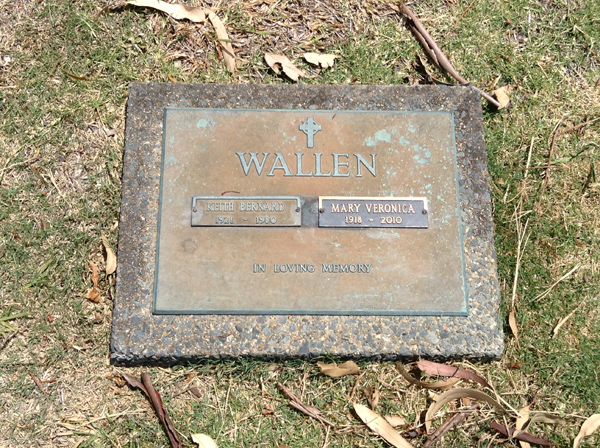 WALLEN
KEITH BERNARD
MARY VERONICA
1918 - 2010
IN LOVING MEMORY